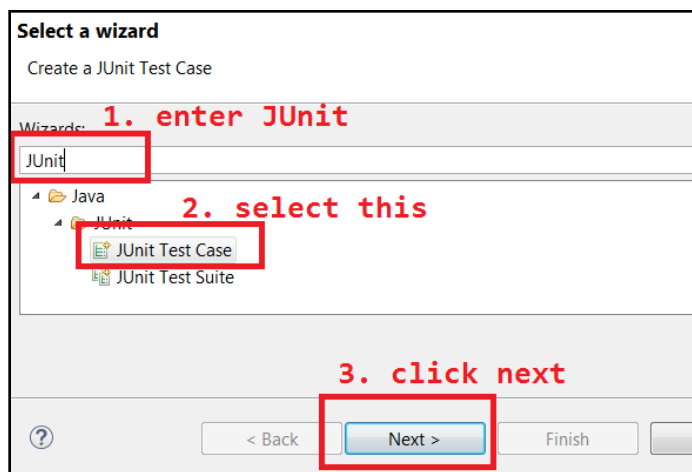 Select a wizard
Create a JUnit Test Case
1. enter JUnit
Wizards:
JUnit
Java
2. select this
JUnit
JUnit Test Case
JUnit Test Suite
3. click next
? < Back Next > Finish